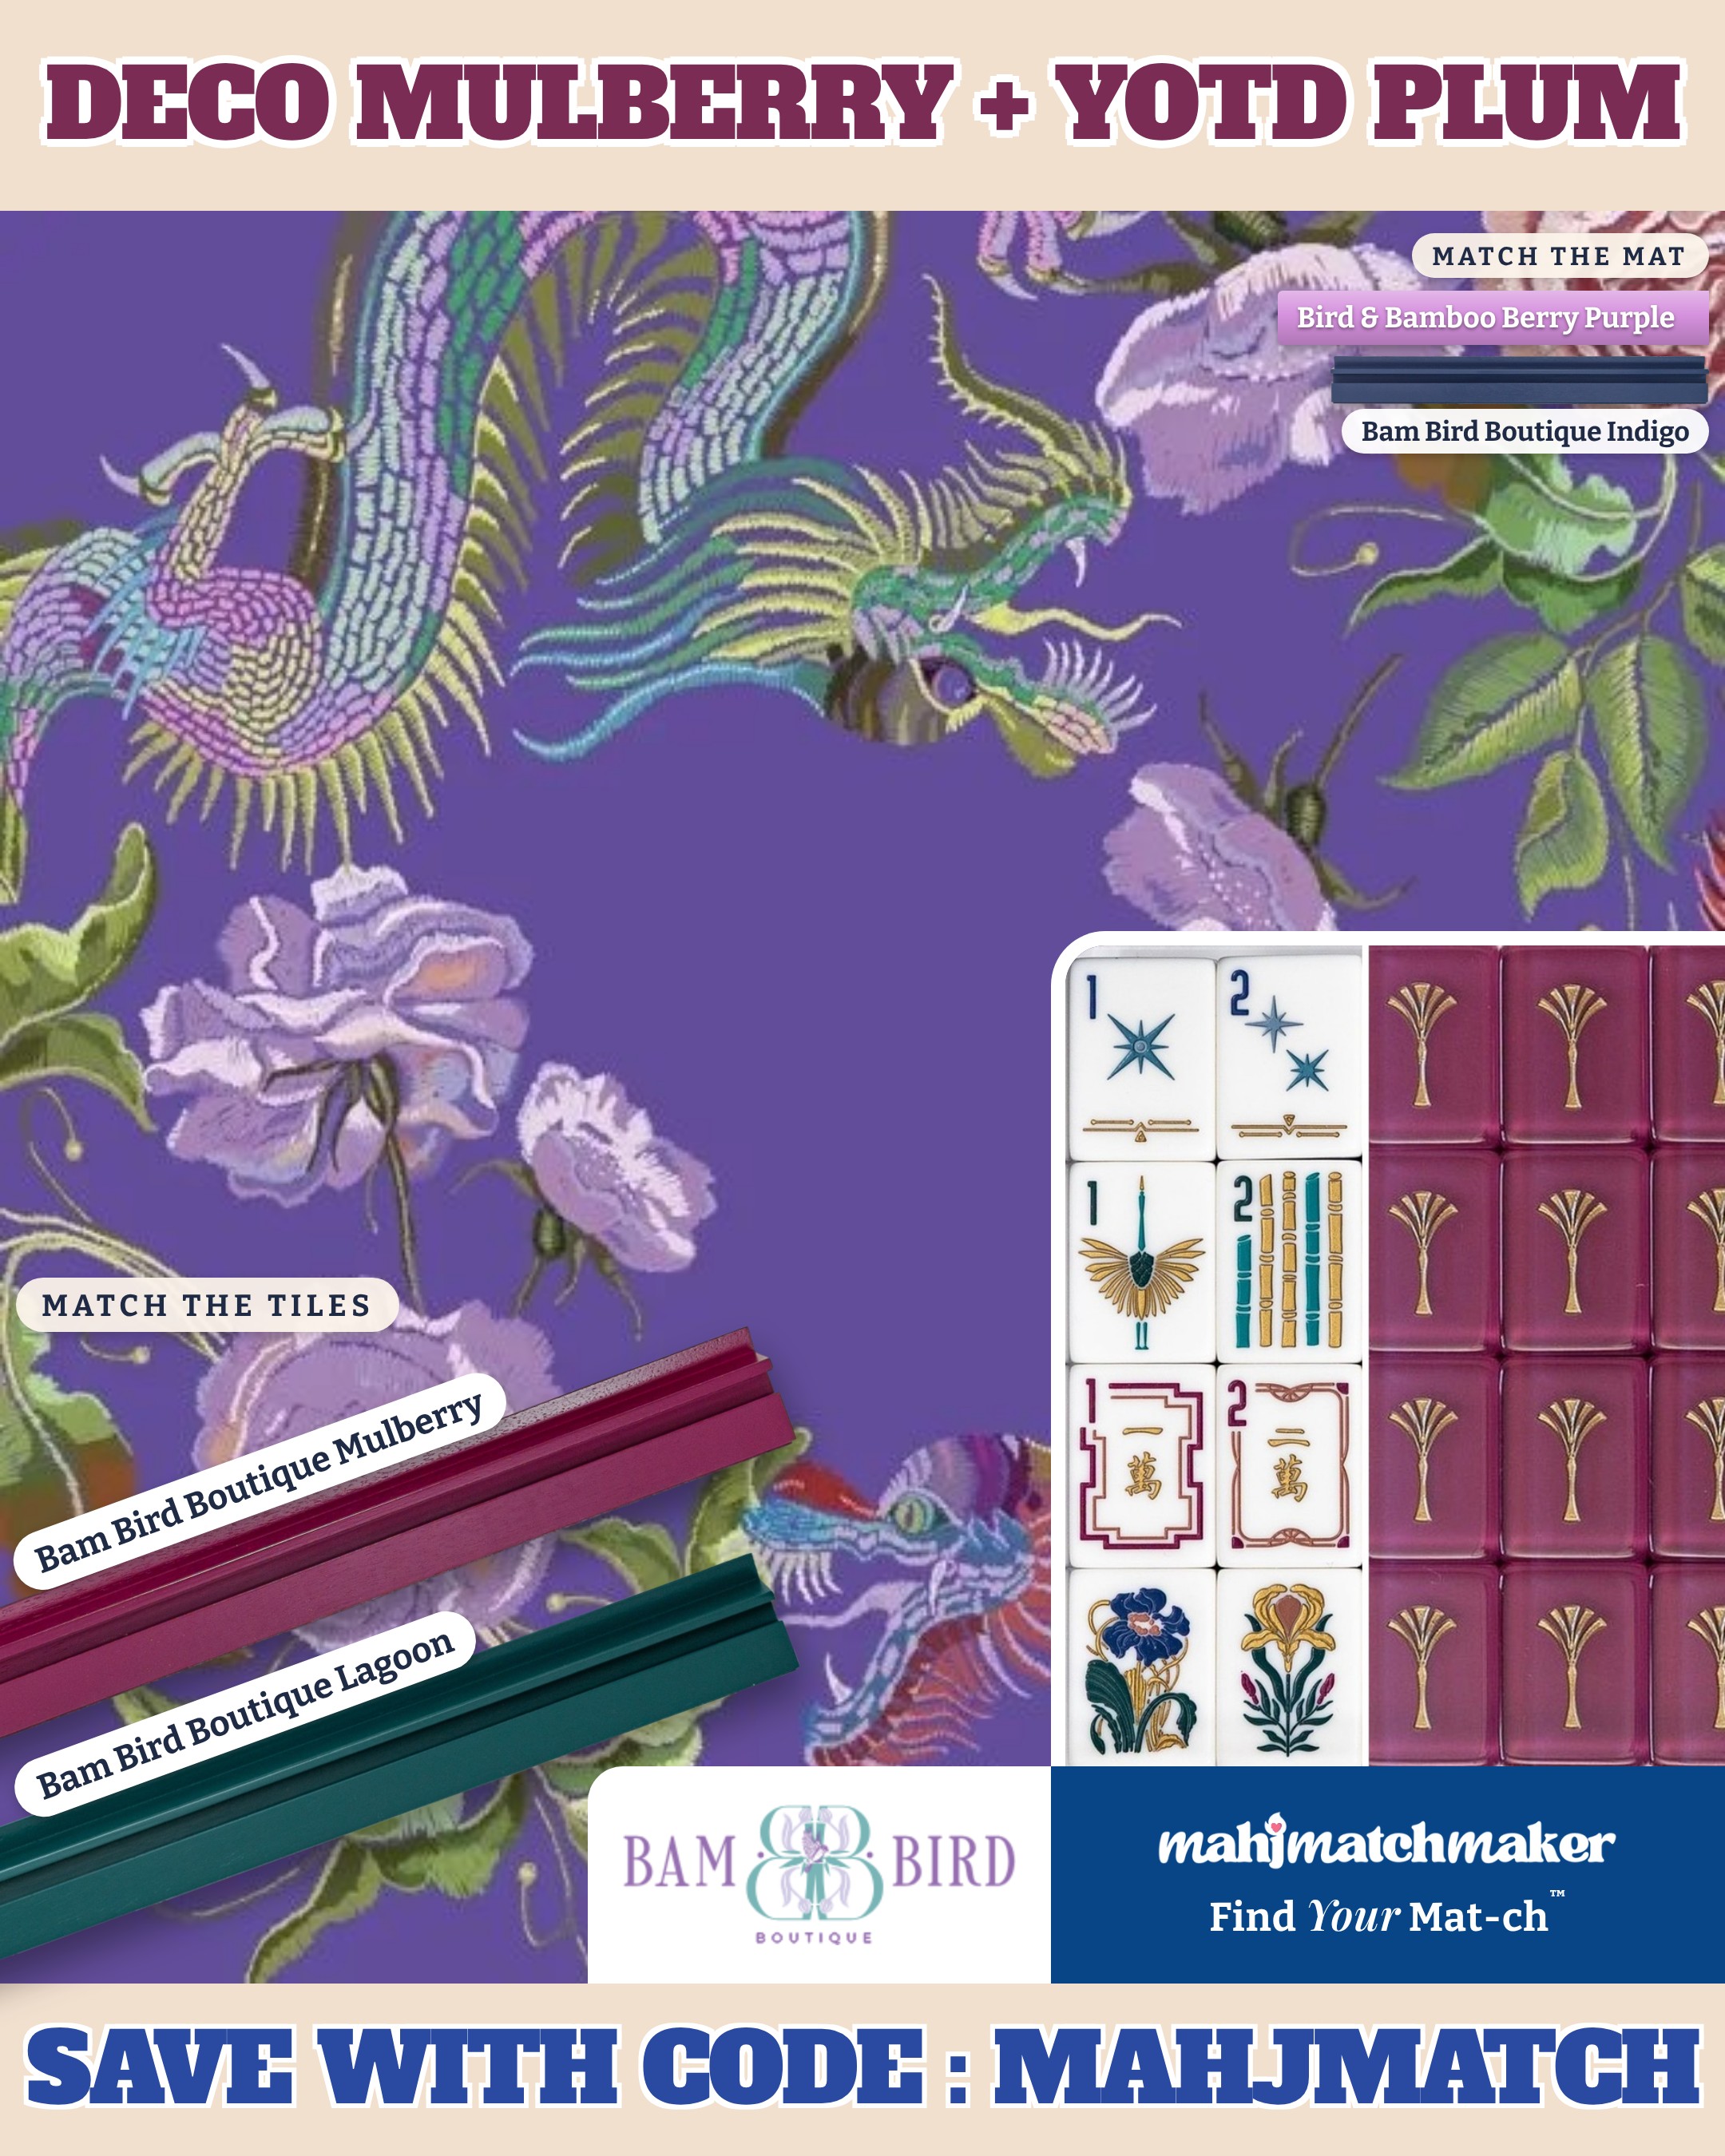 DECO MULBERRY + YOTD PLUM
MATCH THE MAT
Bird & Bamboo Berry Purple
Bam Bird Boutique Indigo
1 2
1 2
1 2
一 二
萬 萬
MATCH THE TILES
Bam Bird Boutique Mulberry
Bam Bird Boutique Lagoon
BAM BIRD
BOUTIQUE
mahjmatchmaker
Find Your Mat-ch™
SAVE WITH CODE : MAHJMATCH